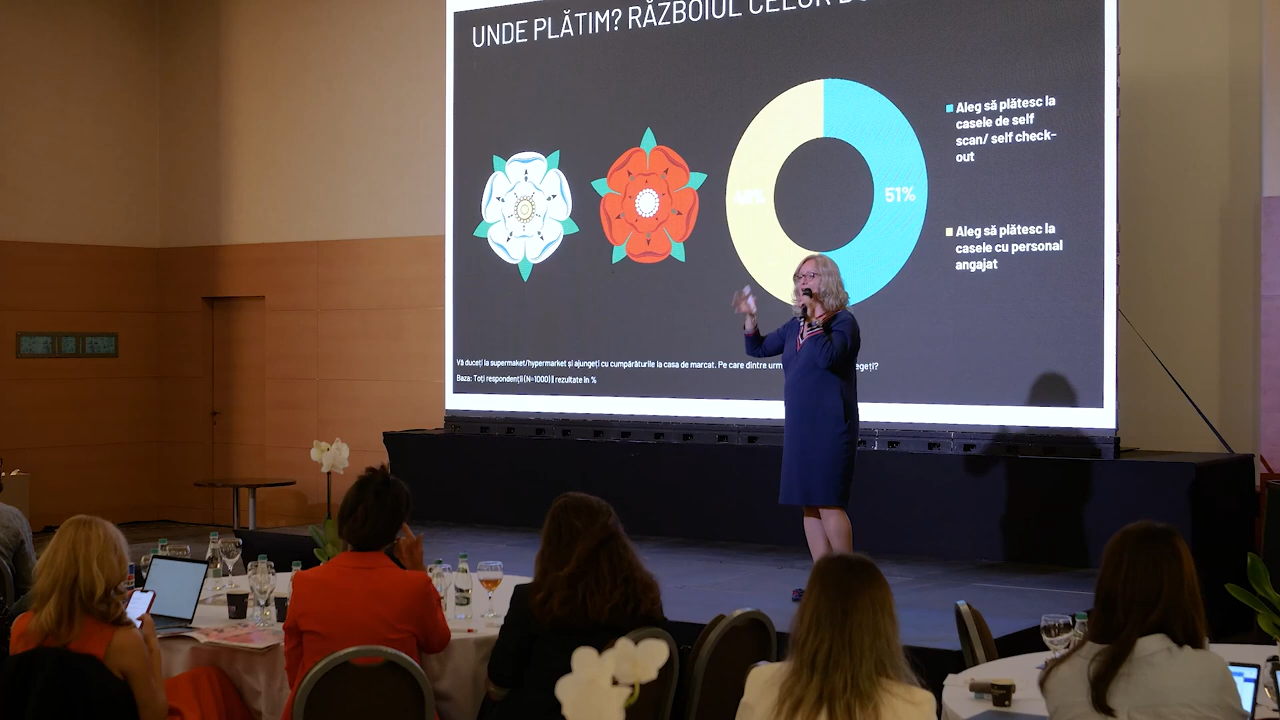 UNDE PLĂTIM? RĂZBOIUL CELOR
51%
Aleg să plătesc la
casele de self
scan/ self check-
out
Aleg să plătesc la
casele cu personal
angajat
Vă duceți la supermaket/hypermarket și ajungeți cu cumpărăturile la casa de marcat. Pe care dintre
Baza: Toți respondenții (N=1000) | rezultate în %